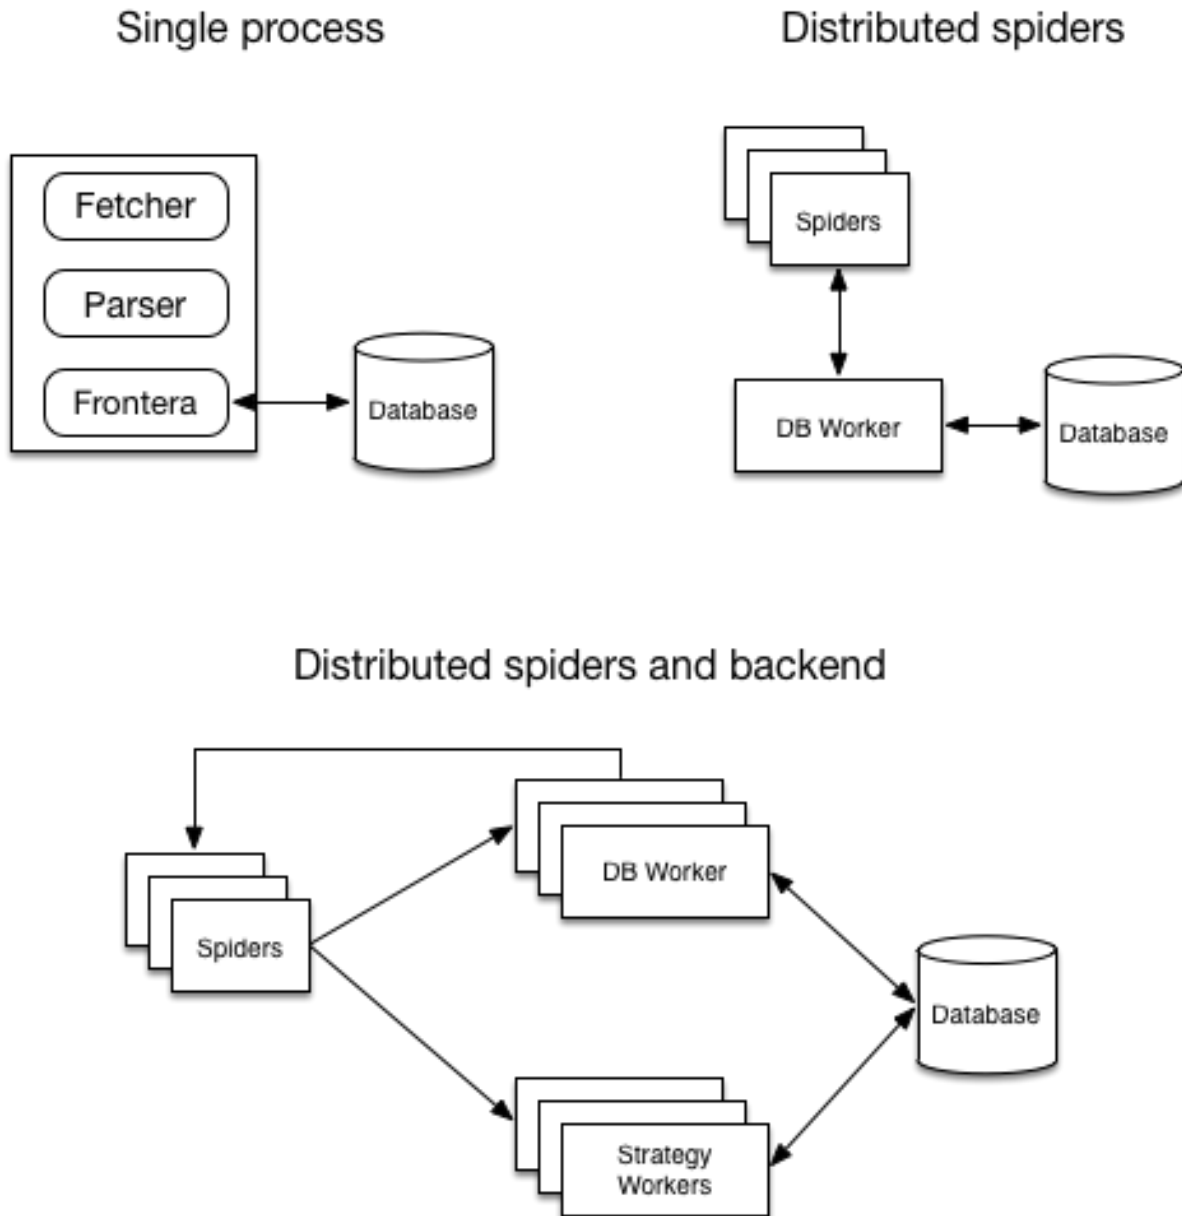 Single process
Distributed spiders
Fetcher
Parser
Frontera
Database
Spiders
DB Worker
Database
Distributed spiders and backend
DB Worker
Spiders
Database
Strategy
Workers